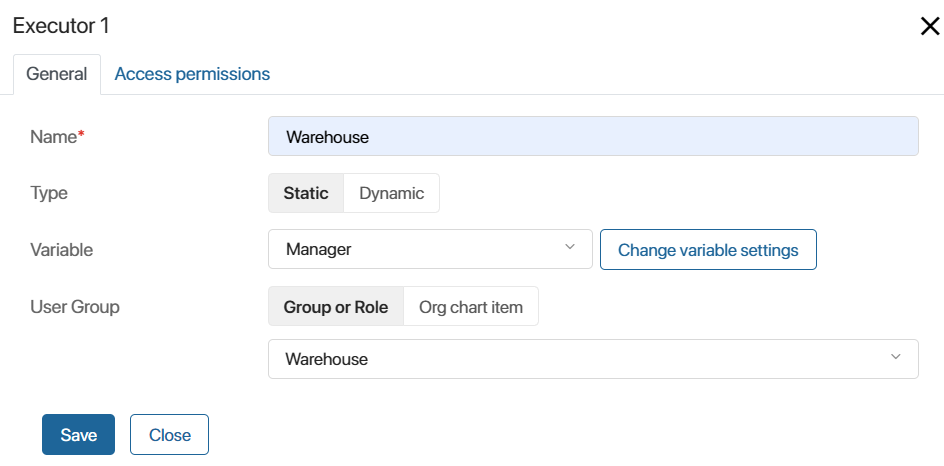 Executor 1
General Access permissions
Name* Warehouse
Type Static Dynamic
Variable Manager Change variable settings
User Group Group or Role Org chart item
Warehouse
Save Close